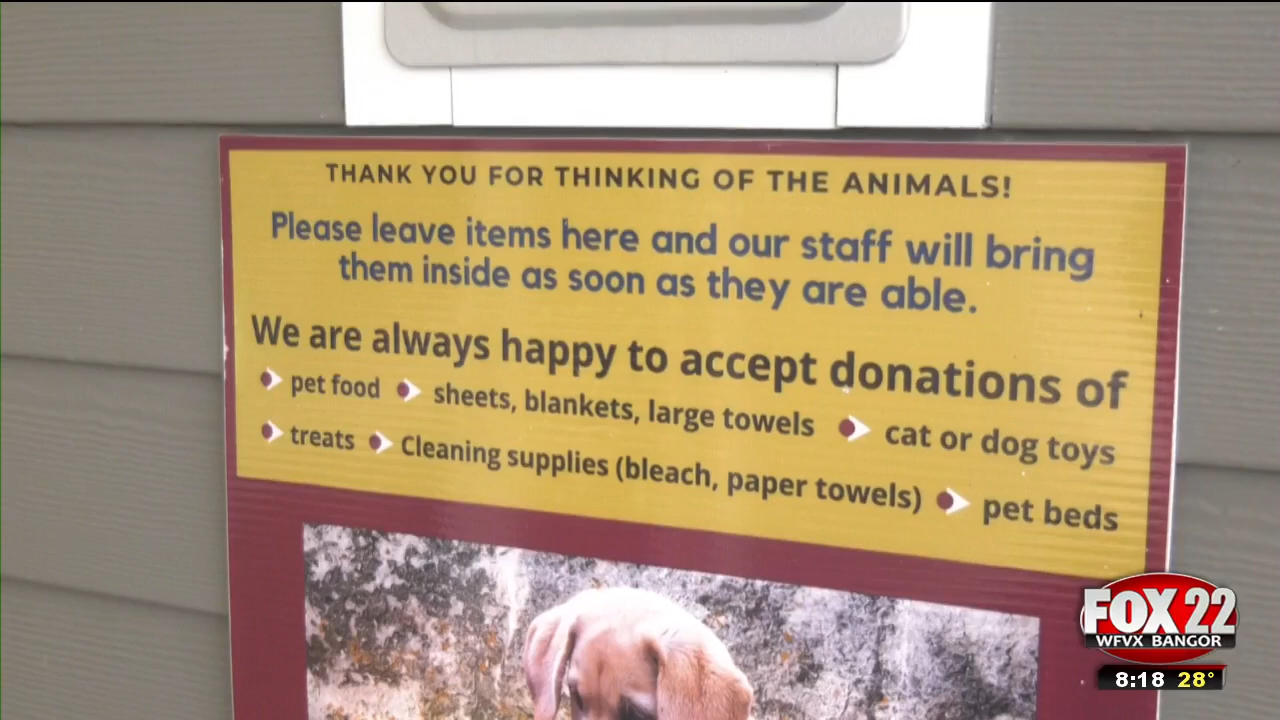 THANK YOU FOR THINKING OF THE ANIMALS!
Please leave items here and our staff will bring
them inside as soon as they are able.
We are always happy to accept donations of
pet food sheets, blankets, large towels cat or dog toys
treats Cleaning supplies (bleach, paper towels) pet beds
FOX 22
WFVX BANGOR
8:18 28°